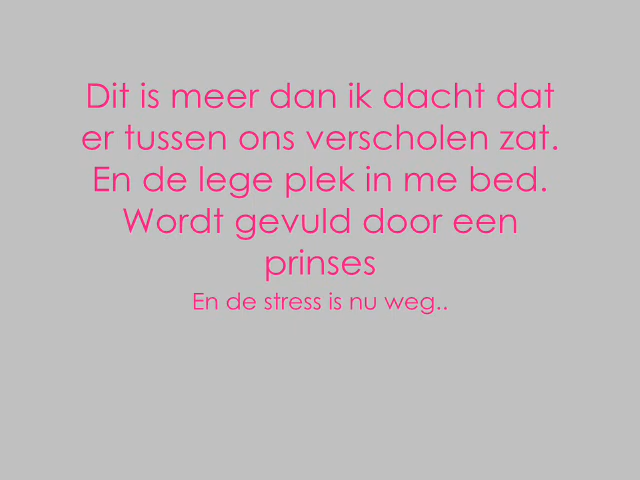 Dit is meer dan ik dacht dat
er tussen ons verscholen zat.
En de lege plek in me bed.
Wordt gevuld door een
prinses
En de stress is nu weg..